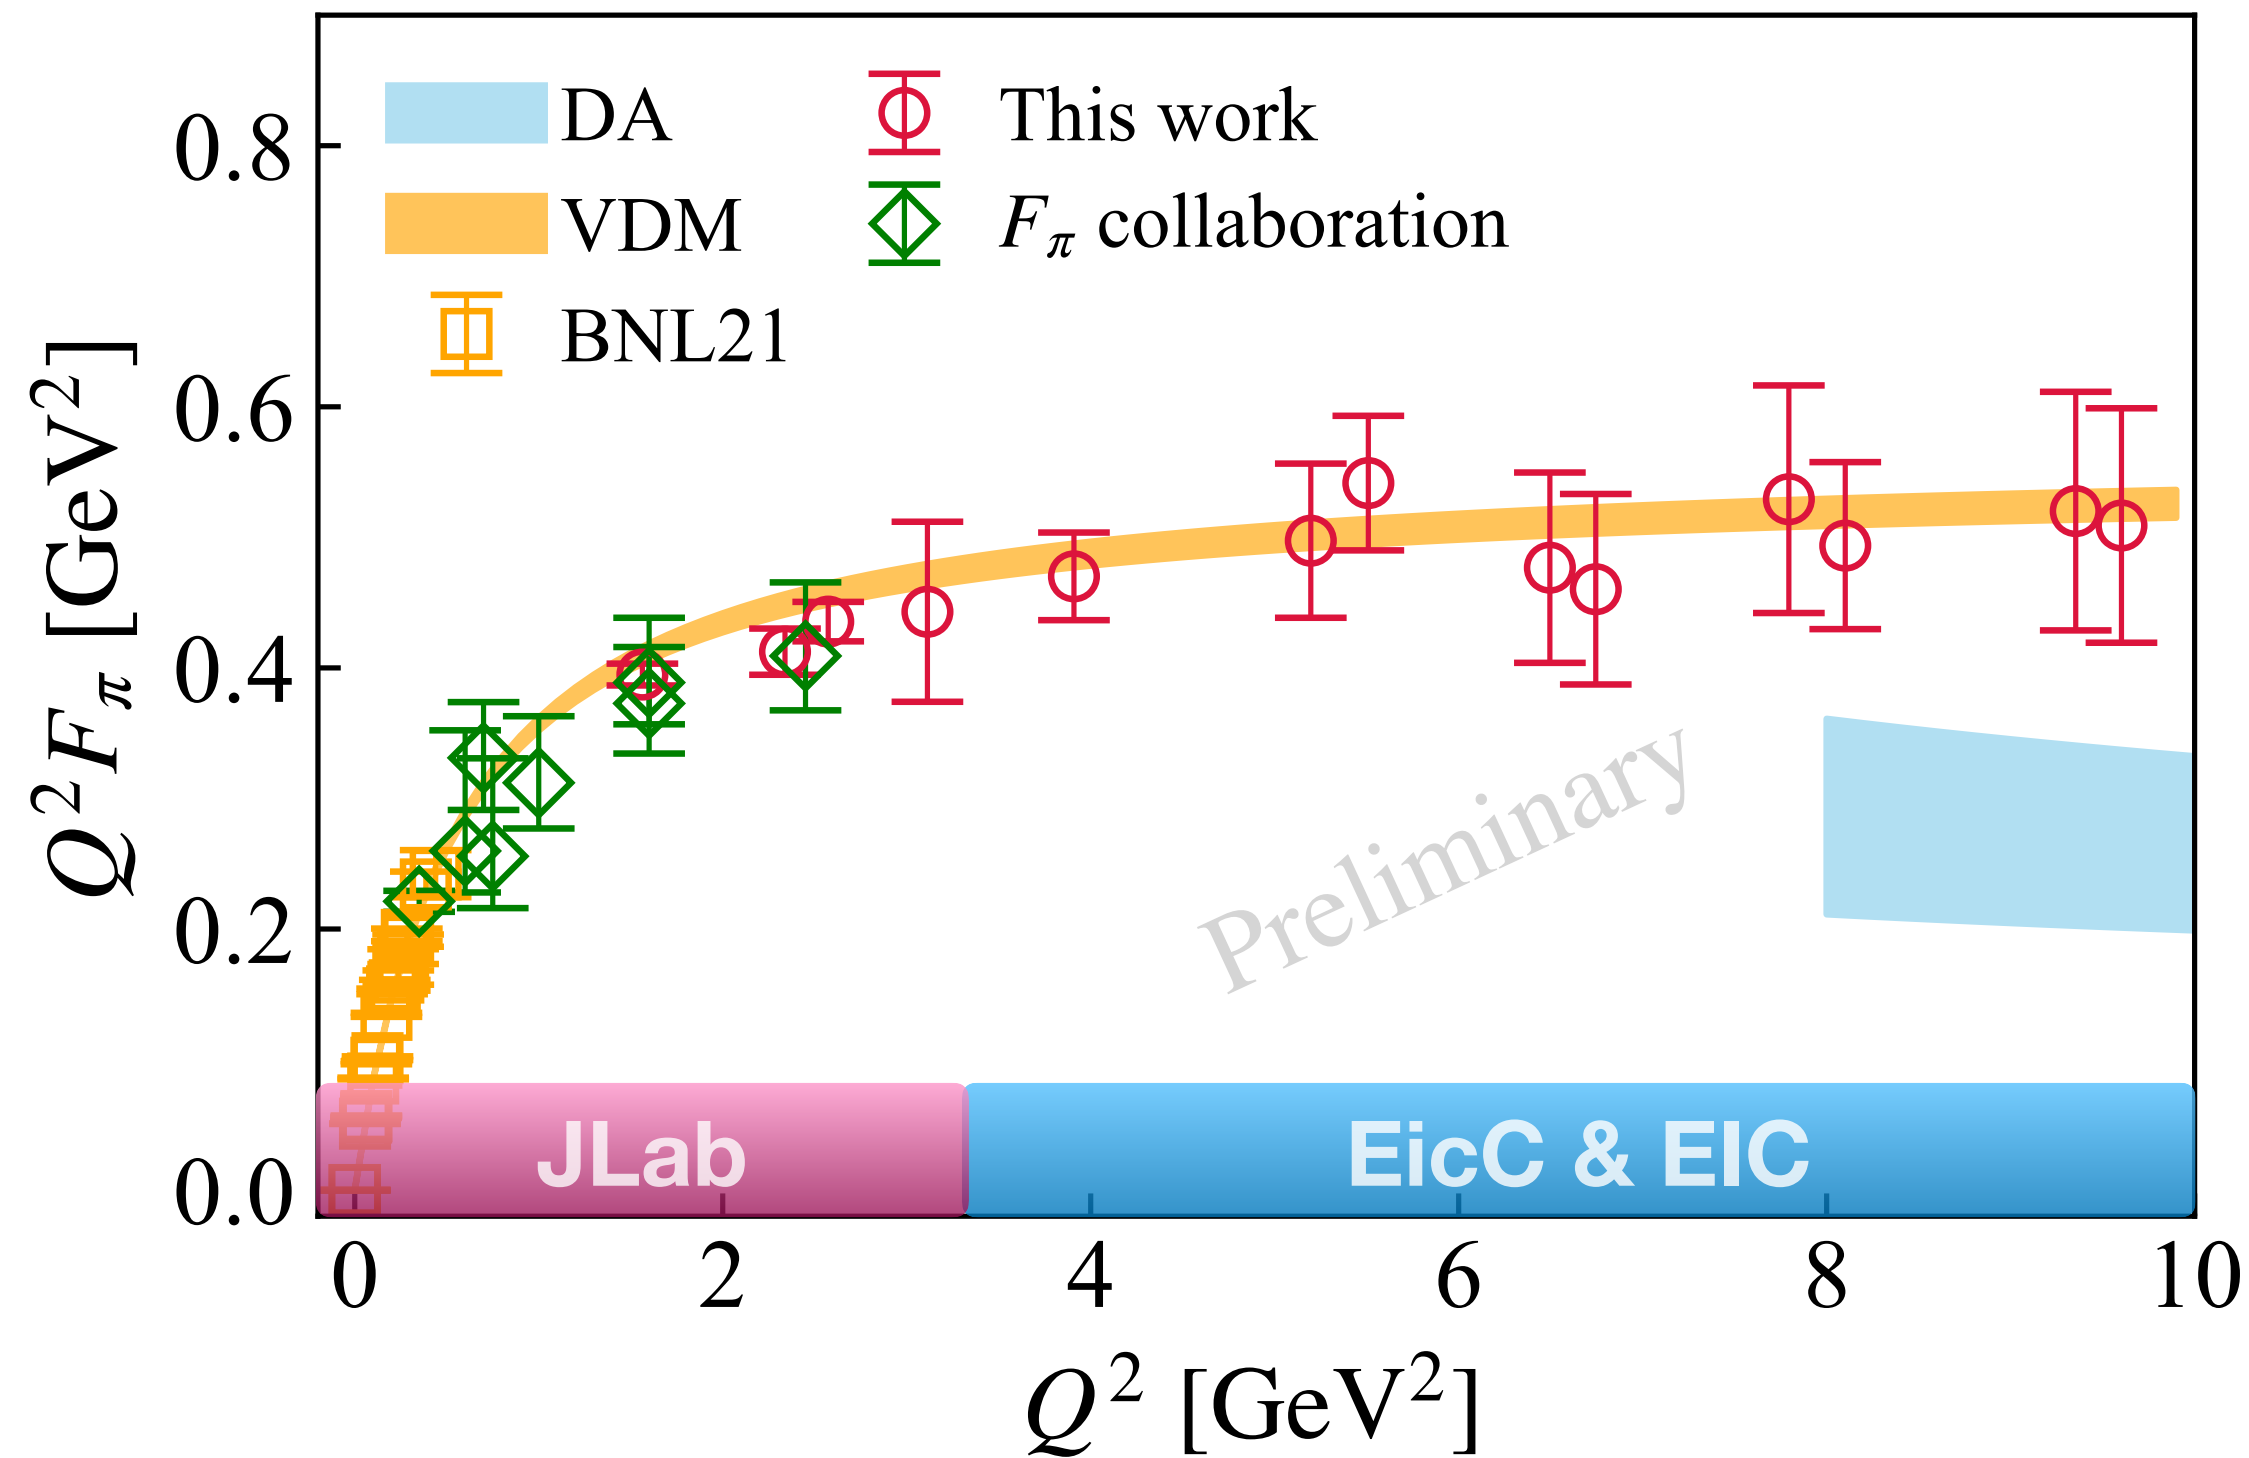 DA
VDM
BNL21
This work
Fπ collaboration
Q²Fπ [GeV²]
0.8
0.6
0.4
0.2
0.0
Preliminary
JLab
EicC & EIC
0 2 4 6 8 10
Q² [GeV²]